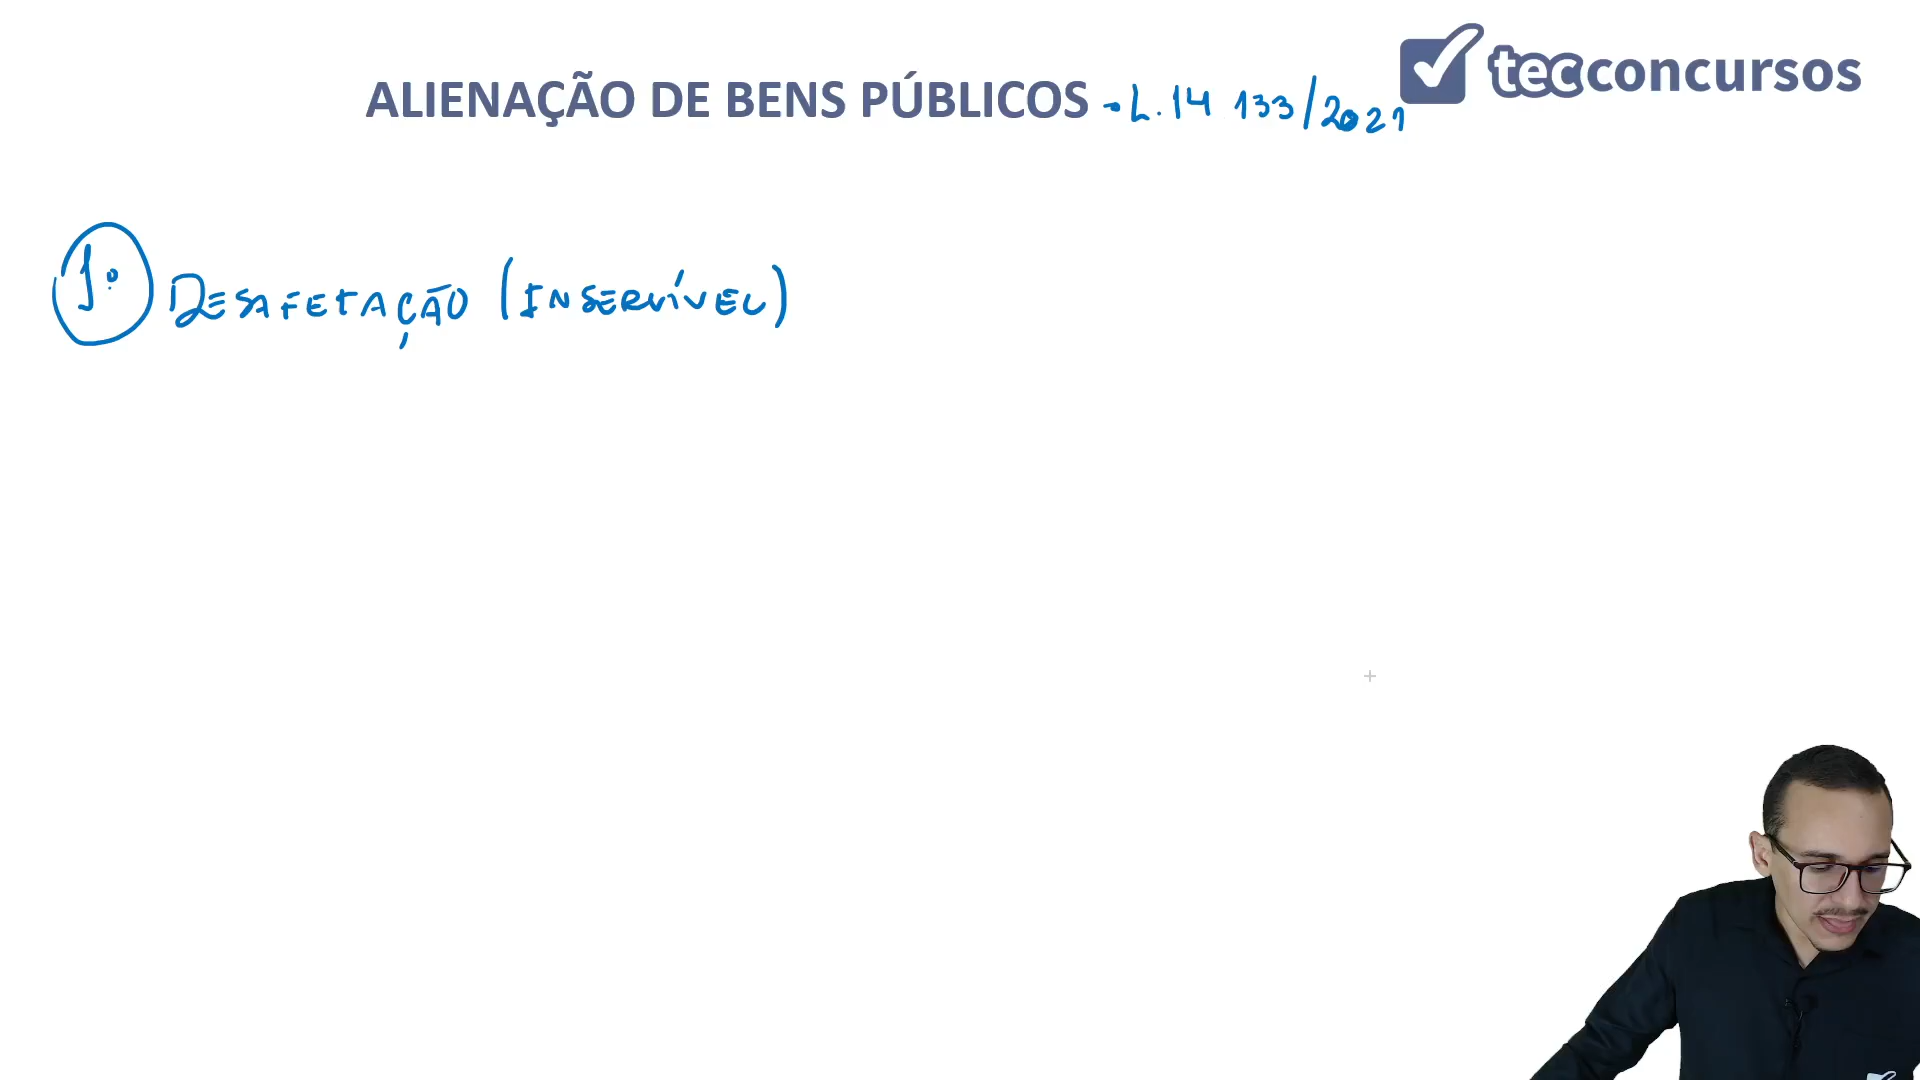 tecconcursos
ALIENAÇÃO DE BENS PÚBLICOS - L. 14 133/2021
1º DESAFETAÇÃO (INSERVÍVEL)